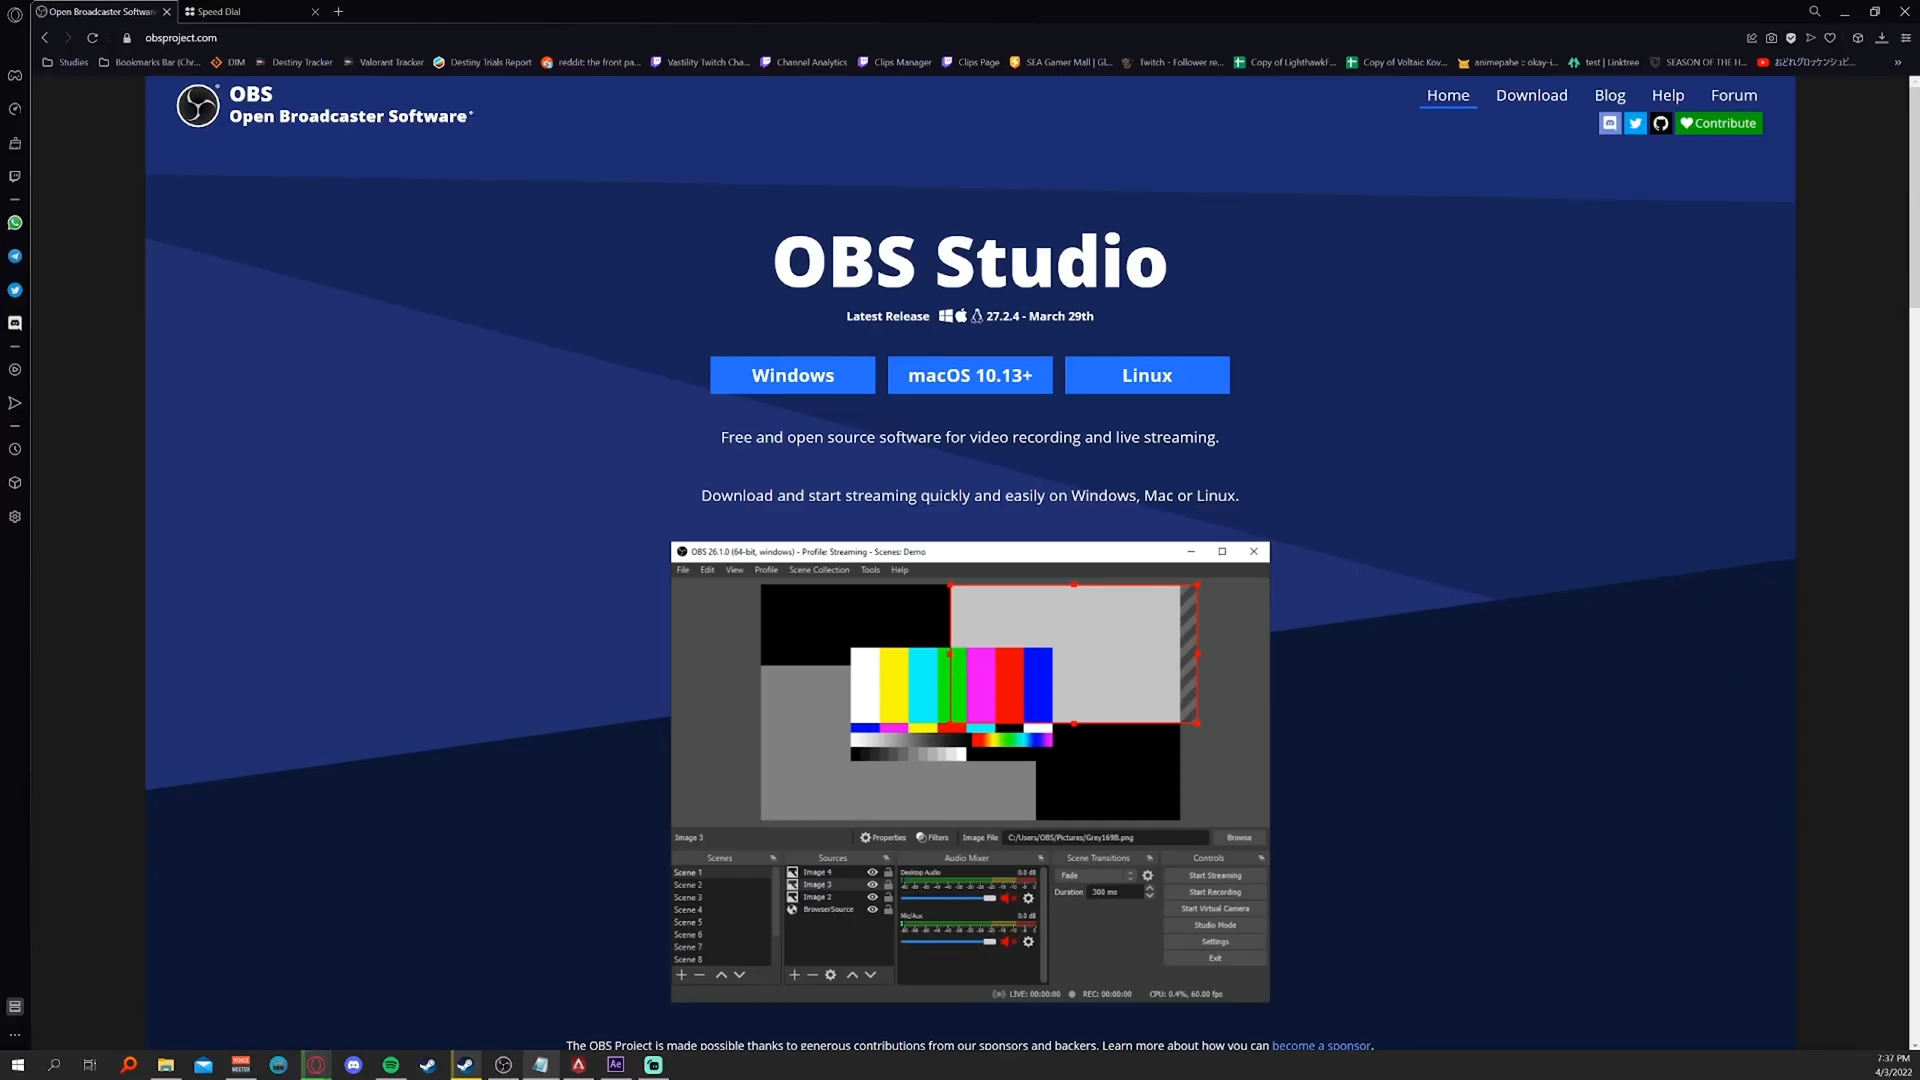 Open Broadcaster Softwar
Speed Dial
obsproject.com
Studies
Bookmarks Bar (Chr...
DIM
Destiny Tracker
Valorant Tracker
Destiny Trials Report
reddit: the front pa...
Vastility Twitch Cha...
Channel Analytics
Clips Manager
Clips Page
SEA Gamer Mall | Gl...
Twitch - Follower re...
Copy of LighthawkF...
Copy of Voltaic Kov...
animepahe :: okay-i...
test | Linktree
SEASON OF THE H...
OBS
Open Broadcaster Software
Home
Download
Blog
Help
Forum
Contribute
OBS Studio
Latest Release 27.2.4 - March 29th
Windows
macOS 10.13+
Linux
Free and open source software for video recording and live streaming.
Download and start streaming quickly and easily on Windows, Mac or Linux.
OBS 26.1.0 (64-bit, windows) - Profile: Streaming - Scenes: Demo
File Edit View Profile Scene Collection Tools Help
Image 3
Properties
Filters
Image File
C:/Users/OBS/Pictures/Grey169B.png
Browse
Scenes
Scene 1
Scene 2
Scene 3
Scene 4
Scene 5
Scene 6
Scene 7
Scene 8
Sources
Image 4
Image 3
Image 2
BrowserSource
Audio Mixer
Desktop Audio 0.0 dB
Mic/Aux 0.0 dB
Scene Transitions
Fade
Duration 300 ms
Controls
Start Streaming
Start Recording
Start Virtual Camera
Studio Mode
Settings
Exit
LIVE: 00:00:00
REC: 00:00:00
CPU: 0.4%, 60.00 fps
The OBS Project is made possible thanks to generous contributions from our sponsors and backers. Learn more about how you can become a sponsor.
VOICE
MEETER
Ae
7:37 PM
4/3/2022